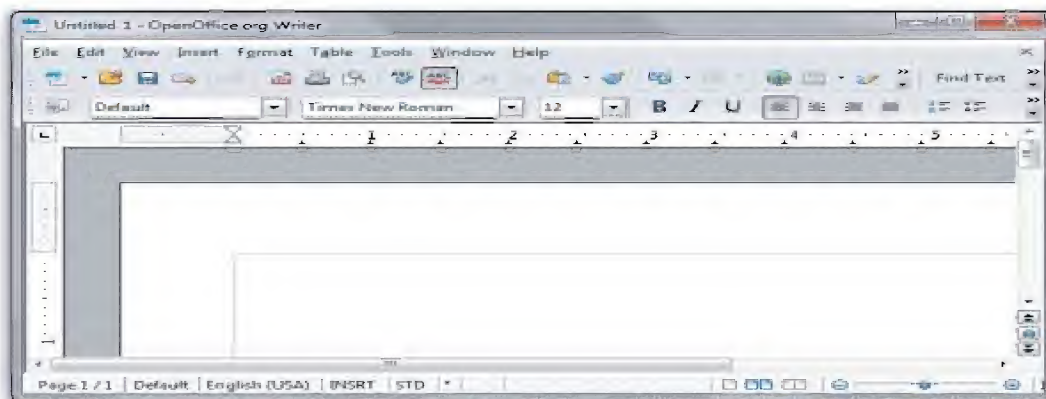 Untitled 1 - OpenOffice.org Writer
File Edit View Insert Format Table Tools Window Help
Find Text
Default Times New Roman 12 B I U
1 2 3 4 5
1
Page 1 / 1 Default English (USA) INSRT STD *